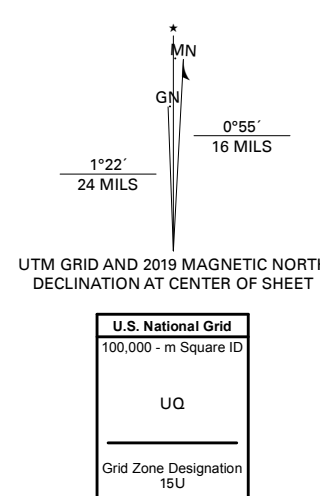 ★
MN
GN
0°55´
16 MILS
1°22´
24 MILS
UTM GRID AND 2019 MAGNETIC NORTH
DECLINATION AT CENTER OF SHEET
U.S. National Grid
100,000 - m Square ID
UQ
Grid Zone Designation
15U